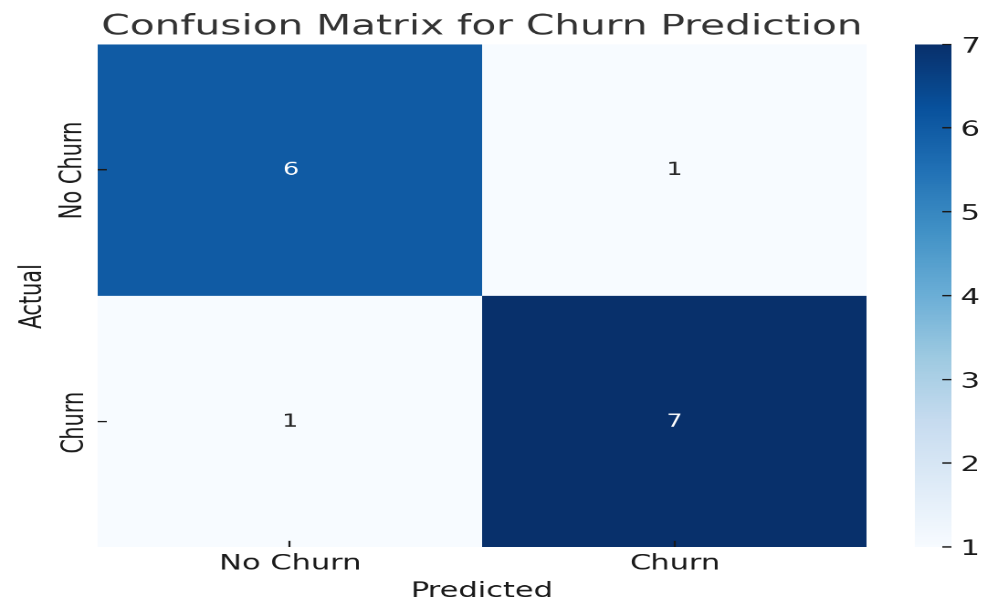 Confusion Matrix for Churn Prediction
Actual
No Churn
Churn
6
1
1
7
No Churn
Churn
Predicted
7
6
5
4
3
2
1